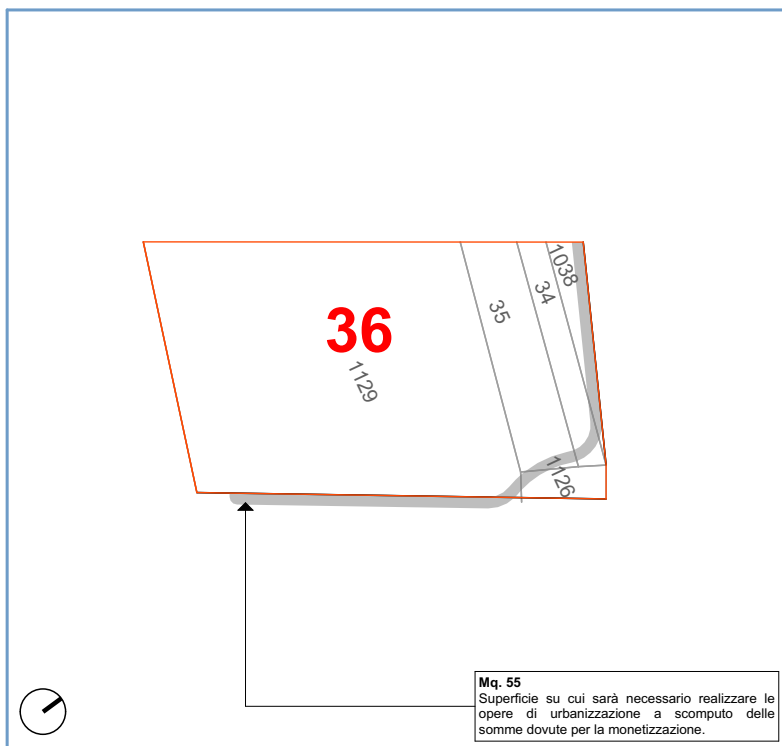 1038
34
35
36
1129
1126
Mq. 55
Superficie su cui sarà necessario realizzare le
opere di urbanizzazione a scomputo delle
somme dovute per la monetizzazione.